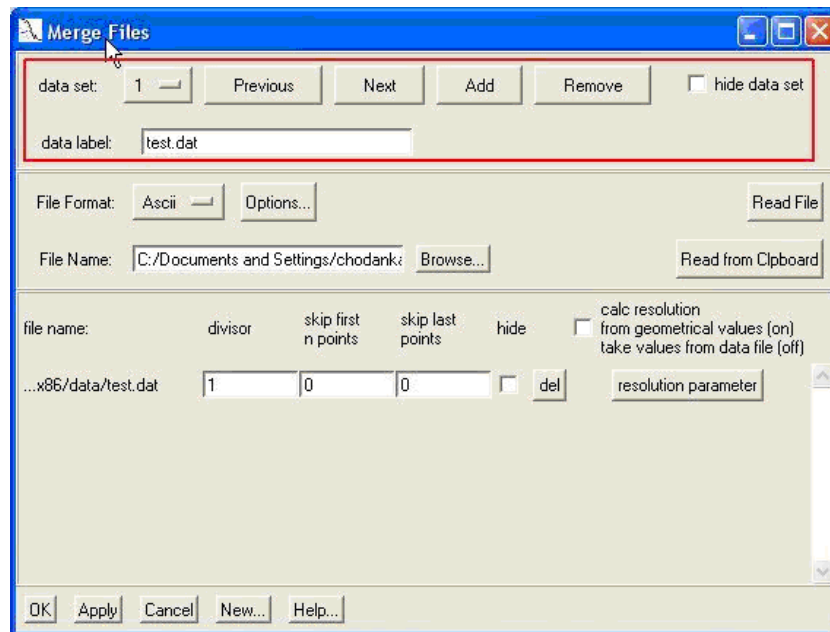 Merge Files
data set: 1 Previous Next Add Remove hide data set
data label: test.dat
File Format: Ascii Options... Read File
File Name: C:/Documents and Settings/chodanka Browse... Read from Clpboard
file name: divisor skip first n points skip last points hide calc resolution
from geometrical values (on)
take values from data file (off)
...x86/data/test.dat 1 0 0 del resolution parameter
OK Apply Cancel New... Help...